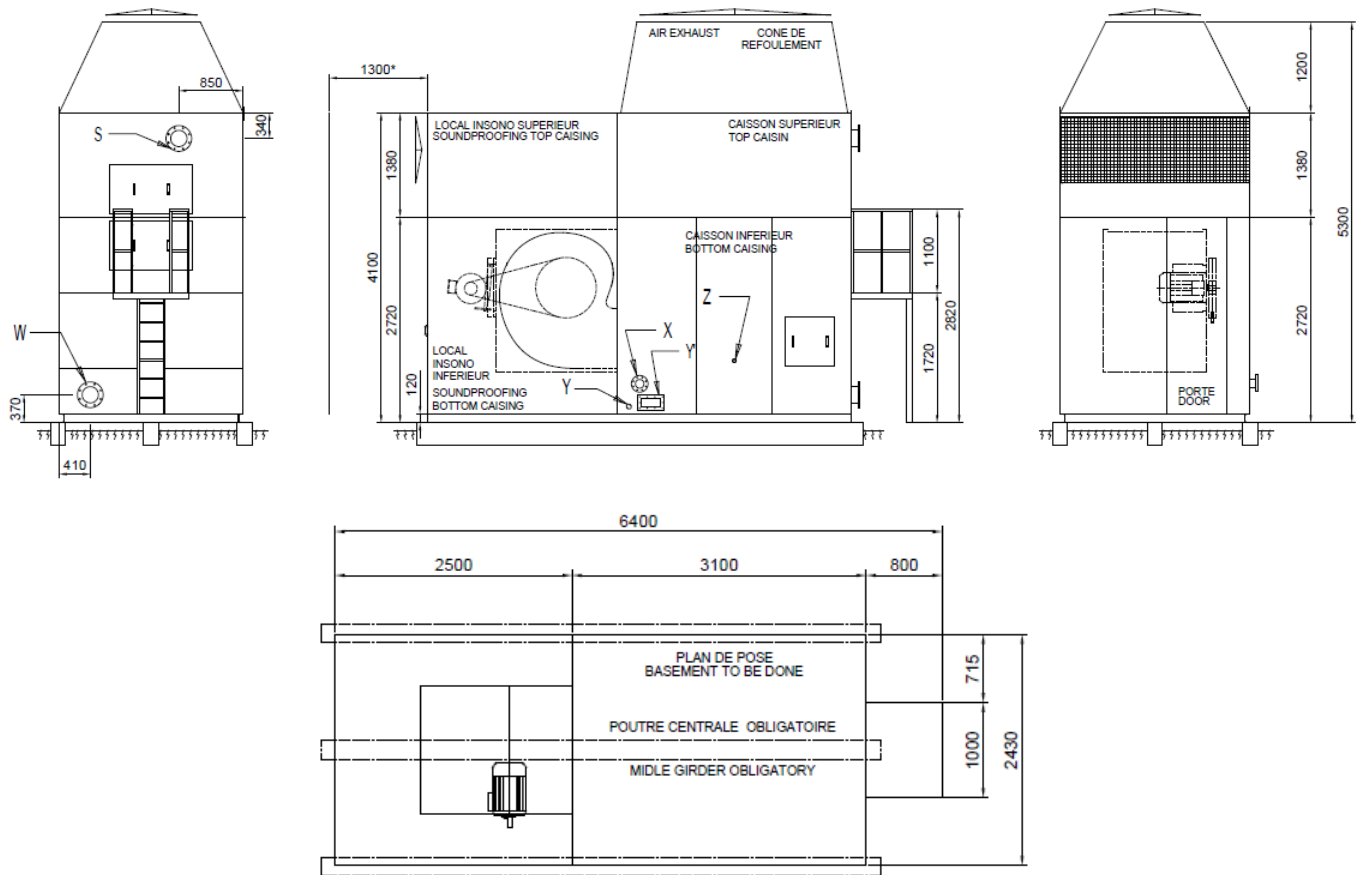 AIR EXHAUST
CONE DE
REFOULEMENT
850
1300*
340
1200
S
LOCAL INSONO SUPERIEUR
SOUNDPROOFING TOP CAISING
CAISSON SUPERIEUR
TOP CAISIN
1380
1380
5300
4100
2720
CAISSON INFERIEUR
BOTTOM CAISING
1100
2820
1720
2720
Z
X
Y'
Y
W
LOCAL
INSONO
INFERIEUR
SOUNDPROOFING
BOTTOM CAISING
120
370
410
PORTE
DOOR
6400
2500
3100
800
PLAN DE POSE
BASEMENT TO BE DONE
715
POUTRE CENTRALE OBLIGATOIRE
MIDLE GIRDER OBLIGATORY
1000
2430